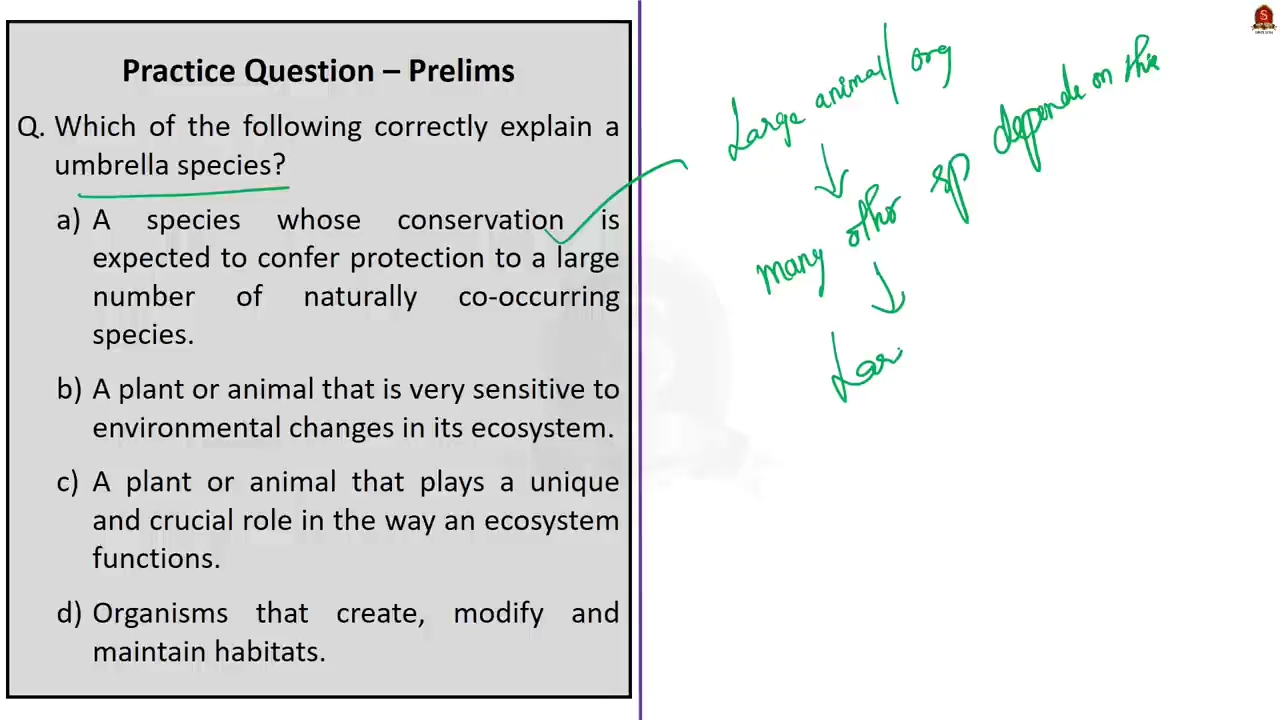 Practice Question – Prelims
Q. Which of the following correctly explain a
umbrella species?
a) A species whose conservation is
expected to confer protection to a large
number of naturally co-occurring
species.
b) A plant or animal that is very sensitive to
environmental changes in its ecosystem.
c) A plant or animal that plays a unique
and crucial role in the way an ecosystem
functions.
d) Organisms that create, modify and
maintain habitats.
Large animal/ org
many other sp depende on this
Lar